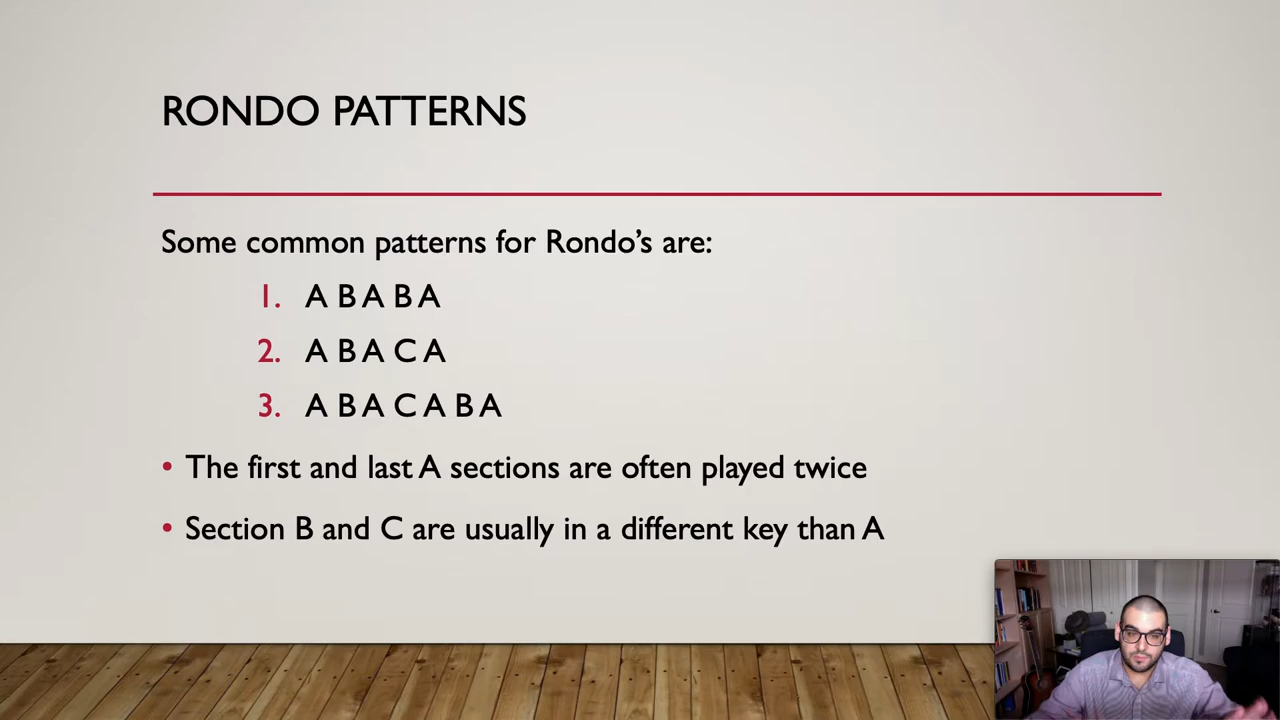 RONDO PATTERNS
Some common patterns for Rondo's are:
1. A B A B A
2. A B A C A
3. A B A C A B A
• The first and last A sections are often played twice
• Section B and C are usually in a different key than A